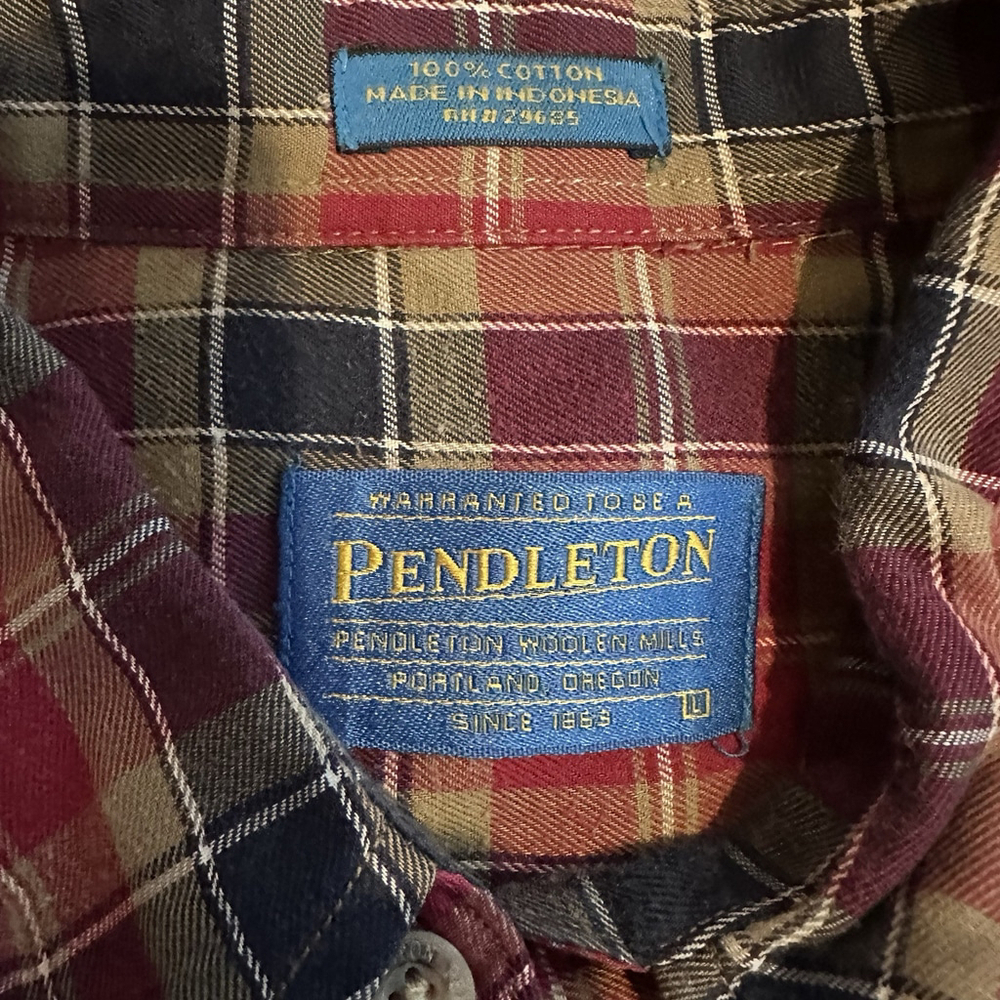 100% COTTON
MADE IN INDONESIA
RN# 29685
WARRANTED TO BE A
PENDLETON
PENDLETON WOOLEN MILLS
PORTLAND, OREGON
SINCE 1863
L